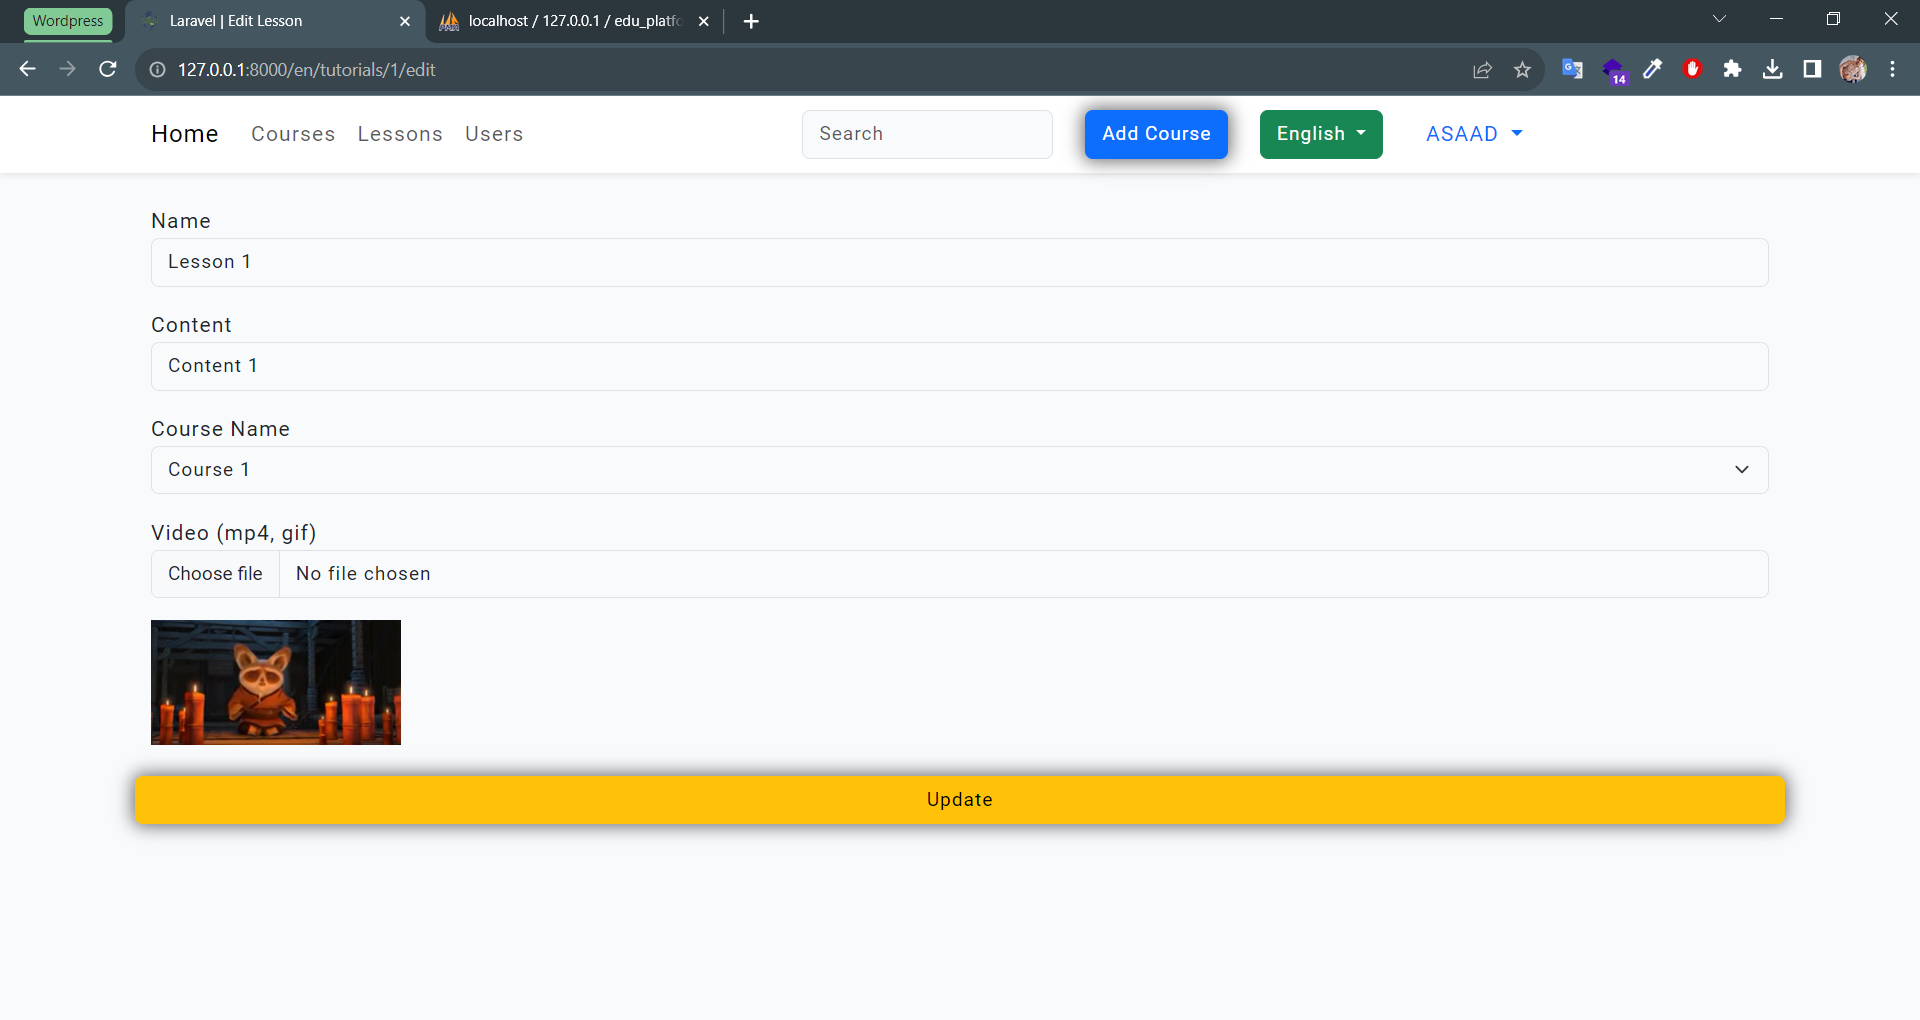 Wordpress
Laravel | Edit Lesson
localhost / 127.0.0.1 / edu_platfo
127.0.0.1:8000/en/tutorials/1/edit
14
Home Courses Lessons Users Search Add Course English ASAAD
Name
Lesson 1
Content
Content 1
Course Name
Course 1
Video (mp4, gif)
Choose file No file chosen
Update